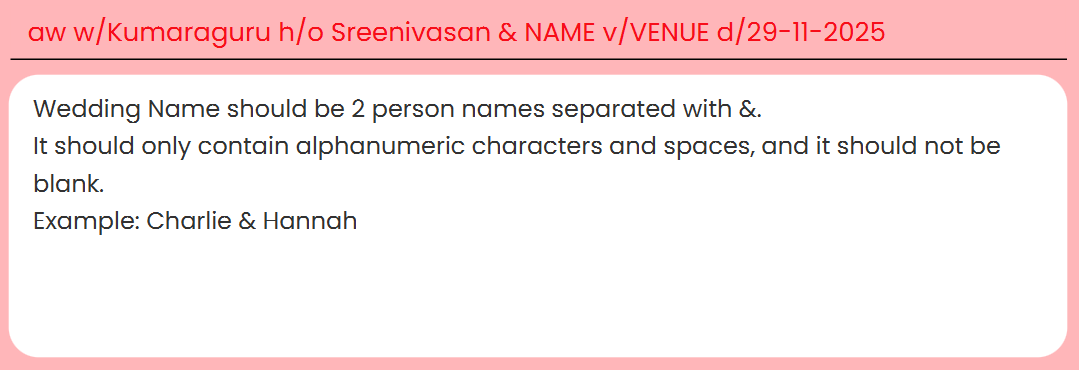 aw w/Kumaraguru h/o Sreenivasan & NAME v/VENUE d/29-11-2025
Wedding Name should be 2 person names separated with &.
It should only contain alphanumeric characters and spaces, and it should not be
blank.
Example: Charlie & Hannah